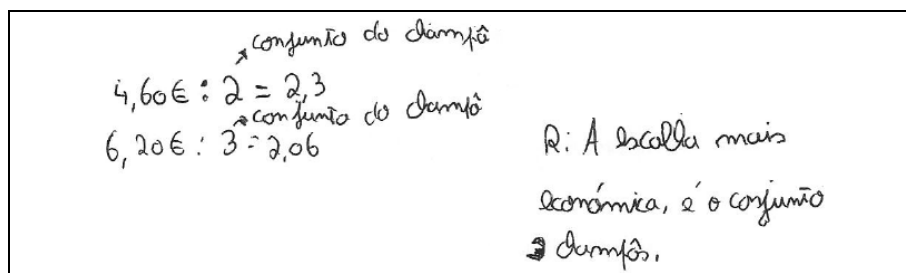 conjunto do champô
4,60€ : 2 = 2,3
conjunto do champô
6,20€ : 3 = 2,06
R: A escolha mais
económica, é o conjunto
3 champôs.